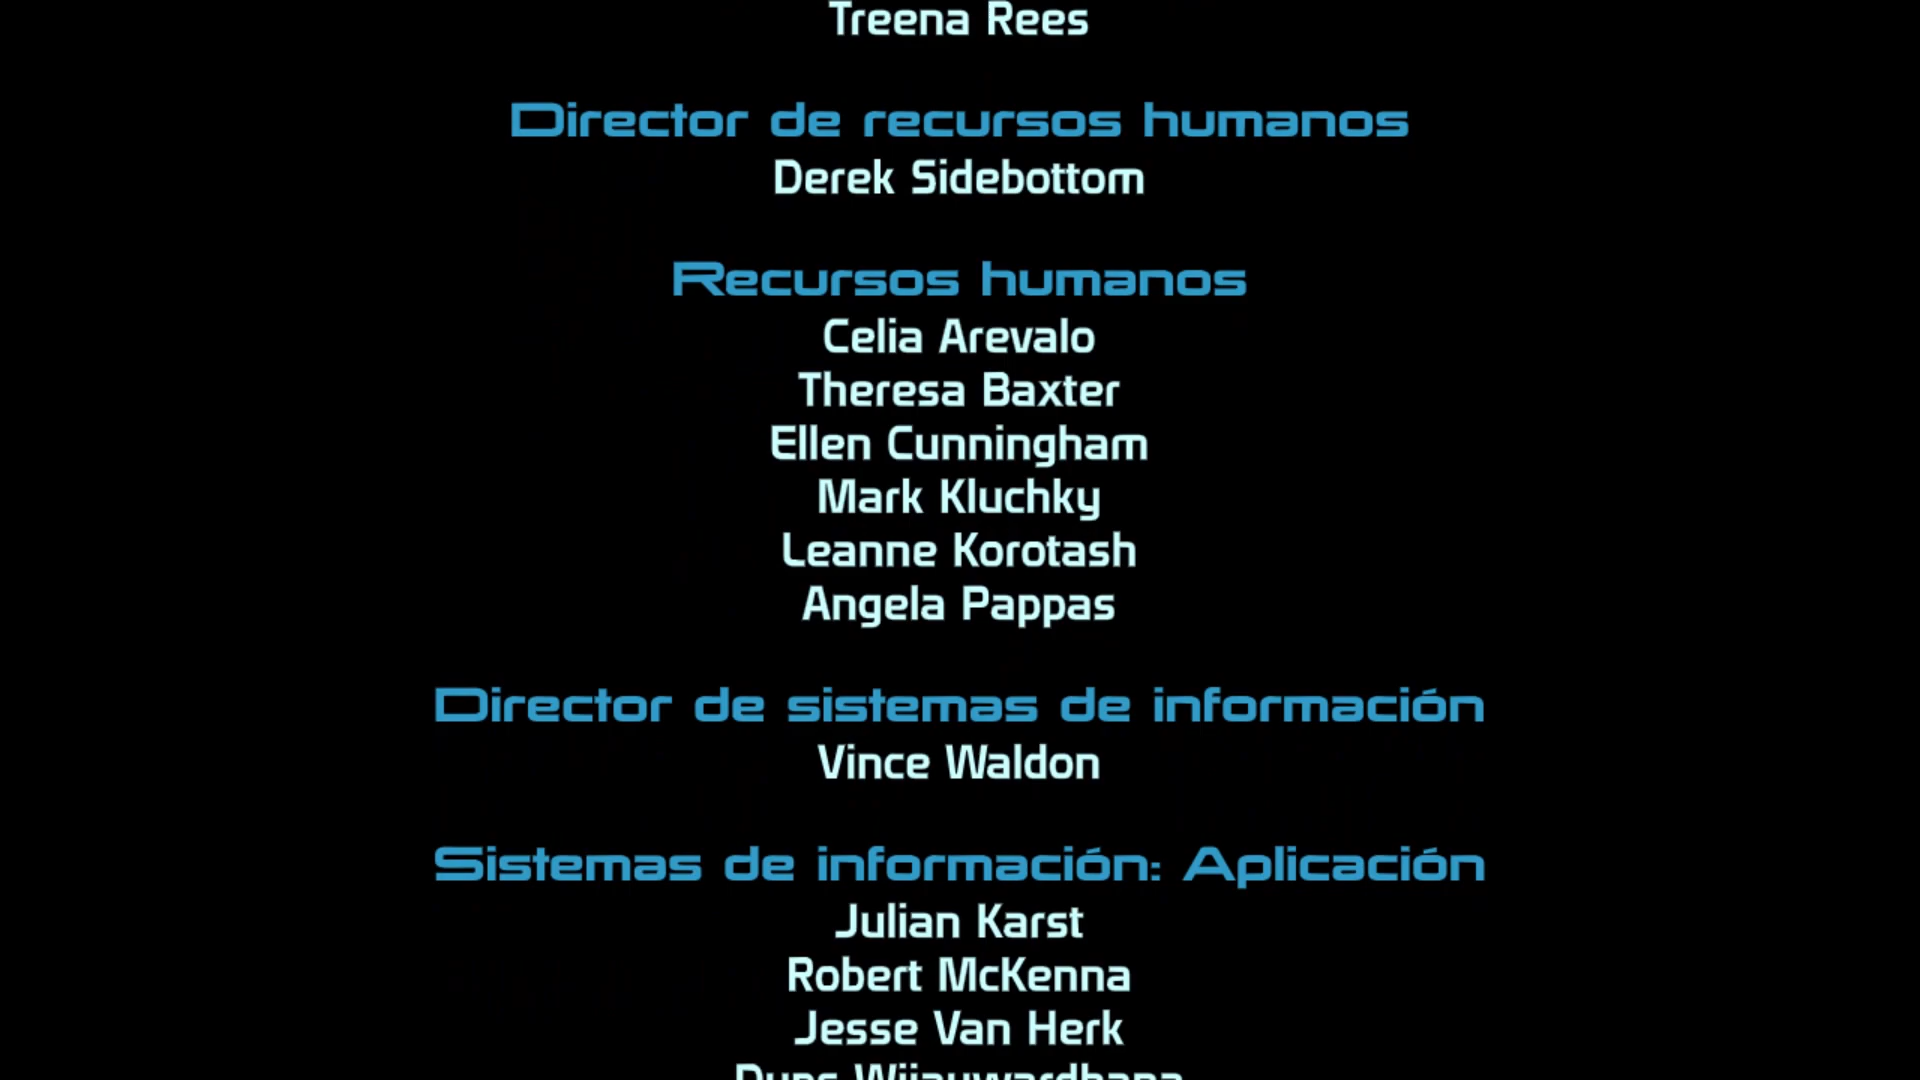 Treena Rees
Director de recursos humanos
Derek Sidebottom
Recursos humanos
Celia Arevalo
Theresa Baxter
Ellen Cunningham
Mark Kluchky
Leanne Korotash
Angela Pappas
Director de sistemas de información
Vince Waldon
Sistemas de información: Aplicación
Julian Karst
Robert McKenna
Jesse Van Herk